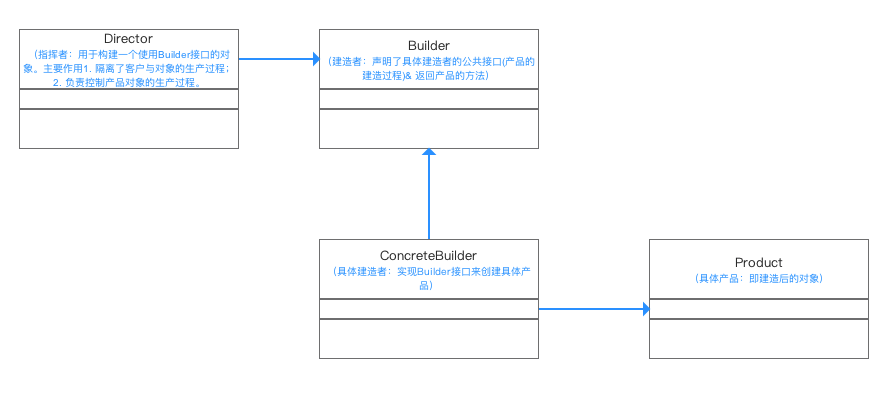 Director
（指挥者：用于构建一个使用Builder接口的对
象。主要作用1. 隔离了客户与对象的生产过程；
2. 负责控制产品对象的生产过程。
Builder
（建造者：声明了具体建造者的公共接口(产品的
建造过程)& 返回产品的方法）
ConcreteBuilder
（具体建造者：实现Builder接口来创建具体产
品）
Product
（具体产品：即建造后的对象）